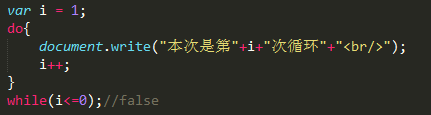 var i = 1;
do{
    document.write("本次是第"+i+"次循环"+"<br/>");
    i++;
}
while(i<=0);//false